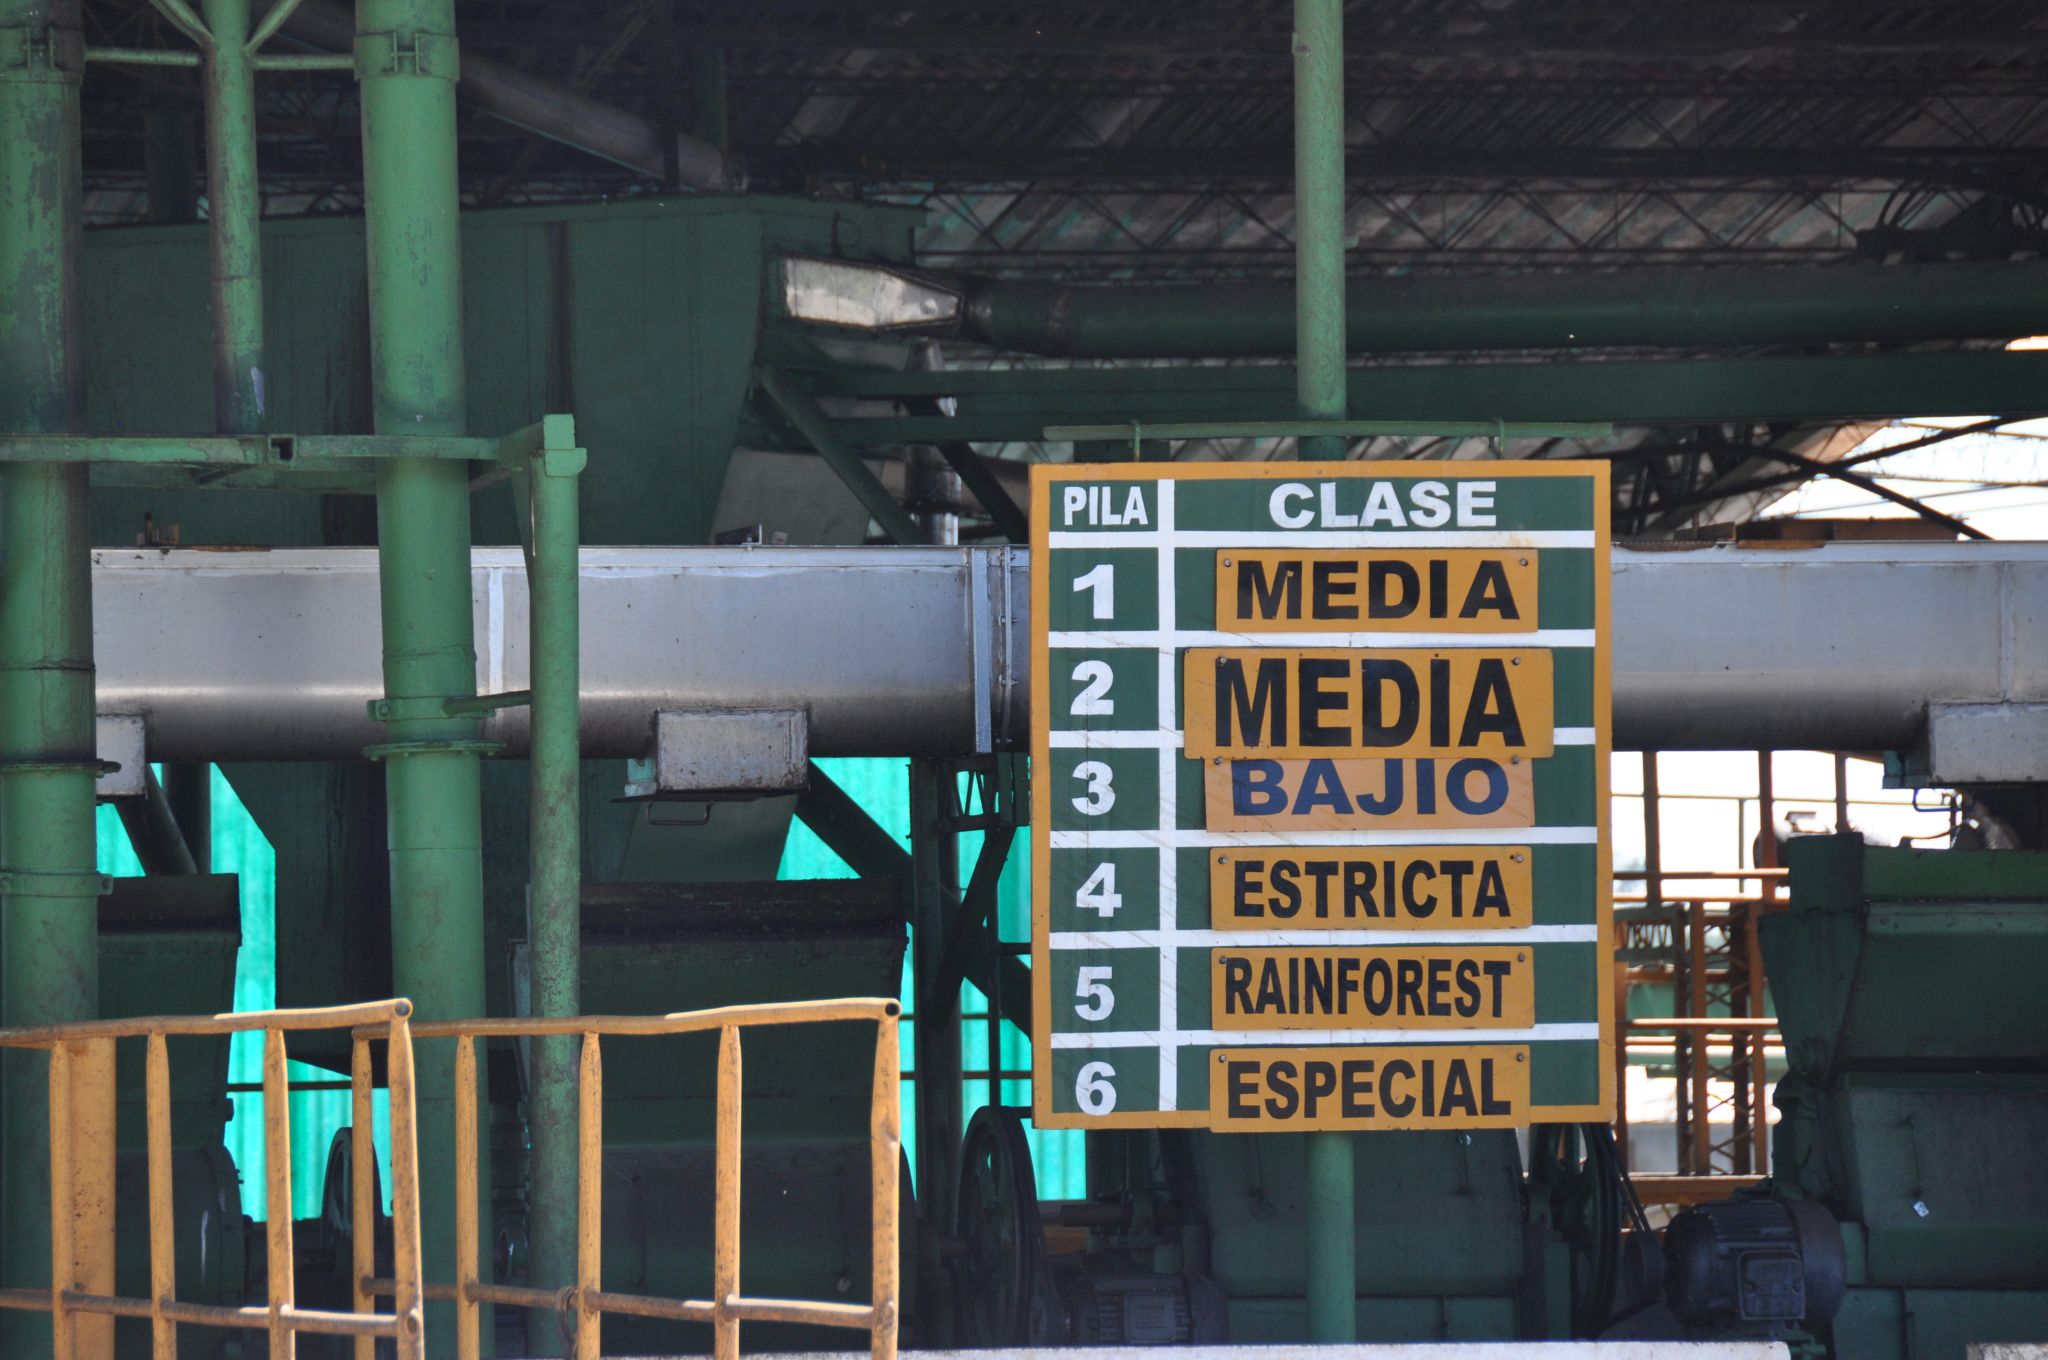 PILA CLASE
1 MEDIA
2 MEDIA
3 BAJIO
4 ESTRICTA
5 RAINFOREST
6 ESPECIAL